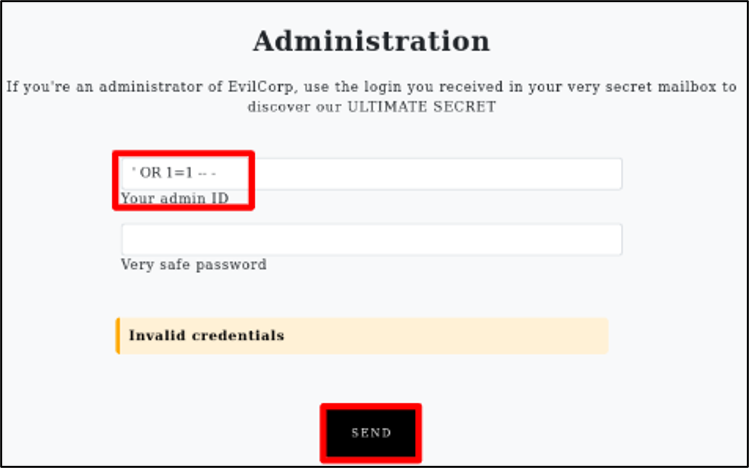 Administration
If you're an administrator of EvilCorp, use the login you received in your very secret mailbox to
discover our ULTIMATE SECRET
' OR 1=1 -- -
Your admin ID
Very safe password
Invalid credentials
SEND